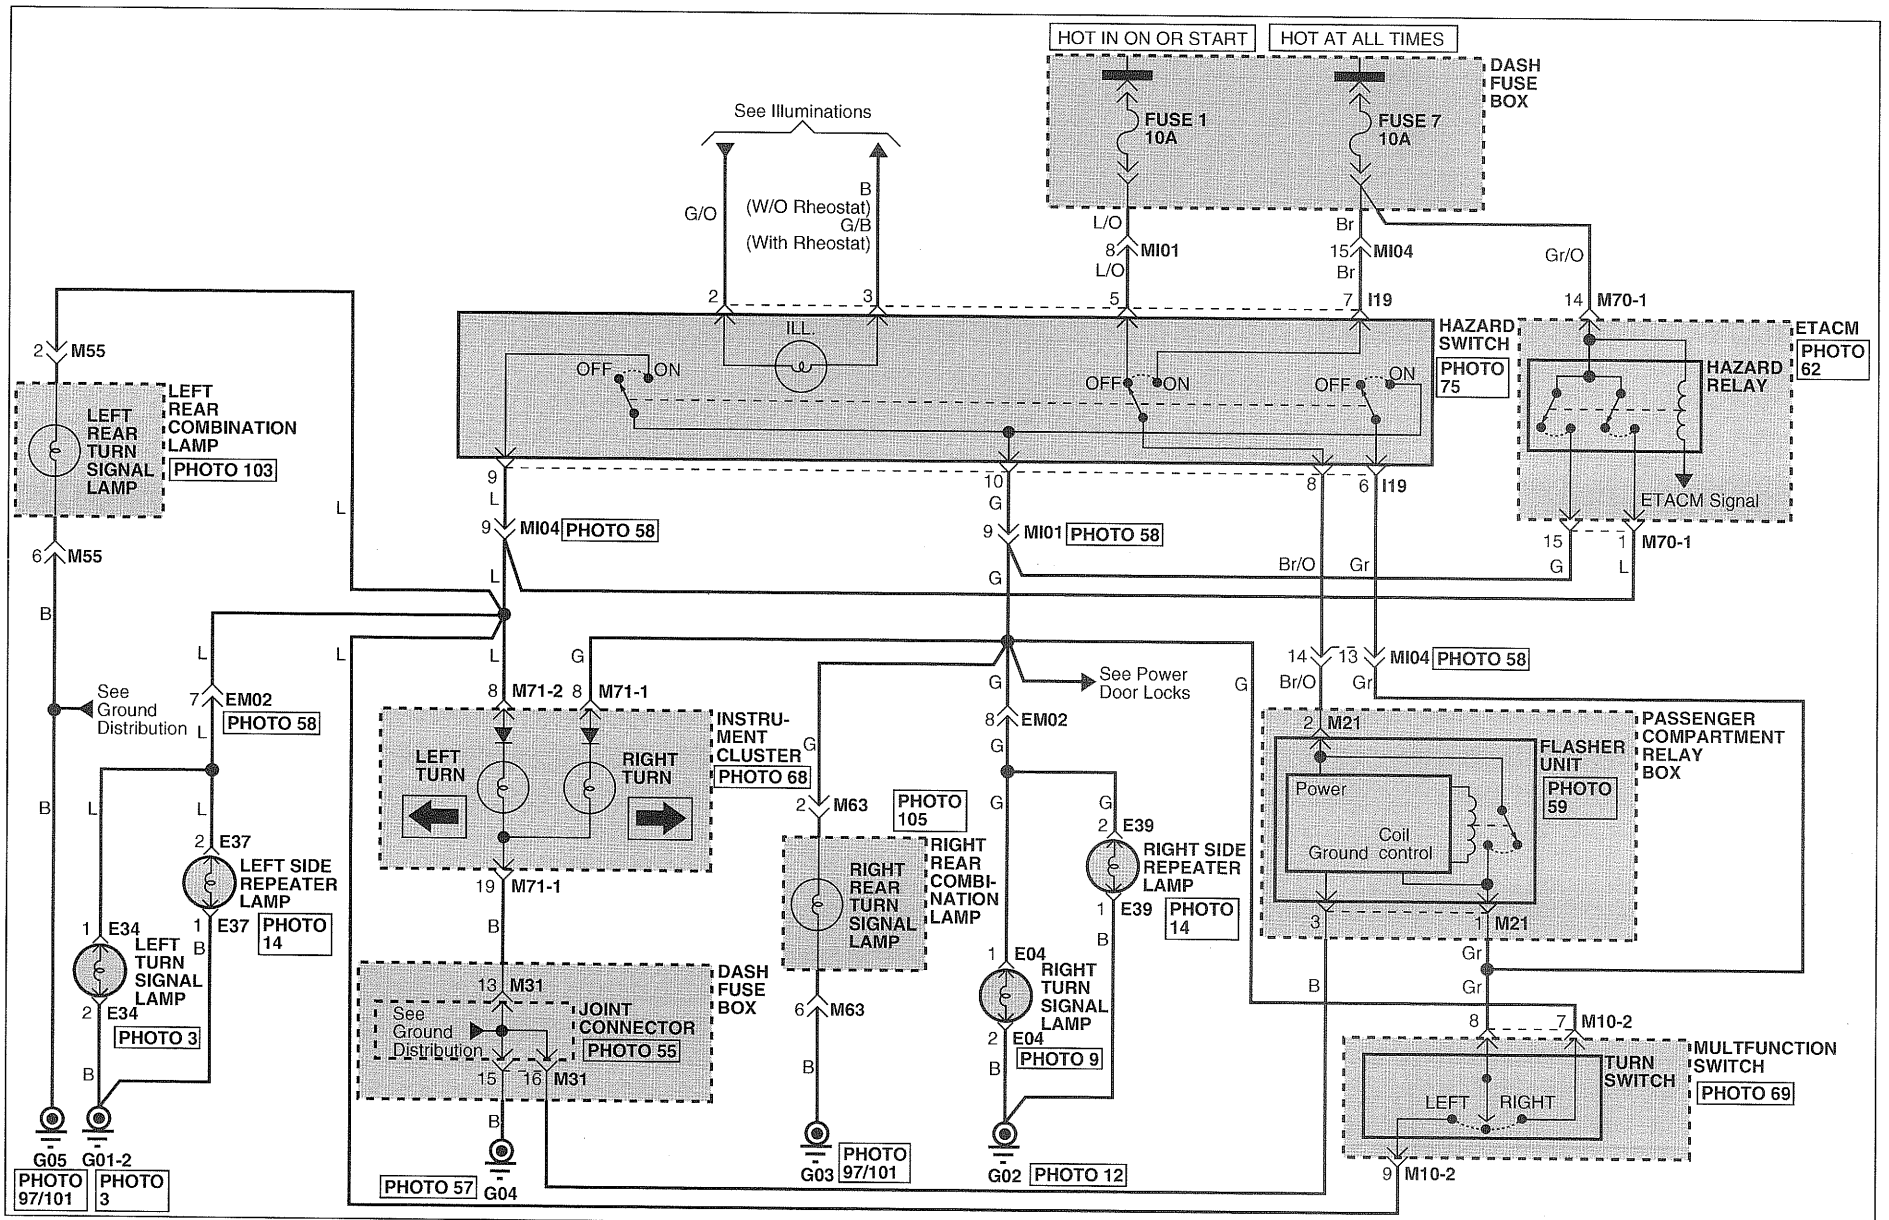 HOT IN ON OR START
HOT AT ALL TIMES
DASH
FUSE
BOX
FUSE 1
10A
FUSE 7
10A
See Illuminations
G/O
B
(W/O Rheostat)
G/B
(With Rheostat)
L/O
8 MI01
L/O
Br
15 MI04
Br
Gr/O
2
3
5
7 I19
14 M70-1
HAZARD
SWITCH
PHOTO
75
ETACM
PHOTO
62
HAZARD
RELAY
ETACM Signal
ILL.
OFF ON
OFF ON
OFF ON
2 M55
LEFT
REAR
COMBINATION
LAMP
PHOTO 103
LEFT
REAR
TURN
SIGNAL
LAMP
6 M55
L
9
L
9 MI04 PHOTO 58
10
G
9 MI01 PHOTO 58
8
6 I19
15
1 M70-1
G
L
Br/O
Gr
L
G
B
L
L
L
G
14 13 MI04 PHOTO 58
Br/O
Gr
See
Ground
Distribution
7 EM02
PHOTO 58
L
8 M71-2
8 M71-1
G
See Power
Door Locks
G
8 EM02
INSTRU-
MENT
CLUSTER
PHOTO 68
LEFT
TURN
RIGHT
TURN
G
G
2 M21
PASSENGER
COMPARTMENT
RELAY
BOX
FLASHER
UNIT
PHOTO
59
Power
Coil
Ground control
B
L
L
2 M63
PHOTO
105
G
G
2 E39
2 E37
LEFT SIDE
REPEATER
LAMP
PHOTO
14
1 E37
B
RIGHT
REAR
TURN
SIGNAL
LAMP
RIGHT
REAR
COMBI-
NATION
LAMP
RIGHT SIDE
REPEATER
LAMP
PHOTO
14
1 E39
B
19 M71-1
B
3
1 M21
Gr
Gr
B
1 E34
LEFT
TURN
SIGNAL
LAMP
2 E34
PHOTO 3
B
DASH
FUSE
BOX
13 M31
See
Ground
Distribution
JOINT
CONNECTOR
PHOTO 55
15 16 M31
B
6 M63
B
1 E04
RIGHT
TURN
SIGNAL
LAMP
2 E04
PHOTO 9
B
8 7 M10-2
MULTFUNCTION
SWITCH
PHOTO 69
TURN
SWITCH
LEFT RIGHT
9 M10-2
G05
PHOTO
97/101
G01-2
PHOTO
3
PHOTO 57
G04
G03
PHOTO
97/101
G02
PHOTO 12